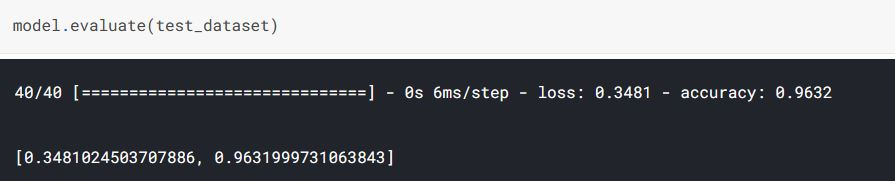 model.evaluate(test_dataset)
40/40 [==============================] - 0s 6ms/step - loss: 0.3481 - accuracy: 0.9632
[0.3481024503707886, 0.9631999731063843]